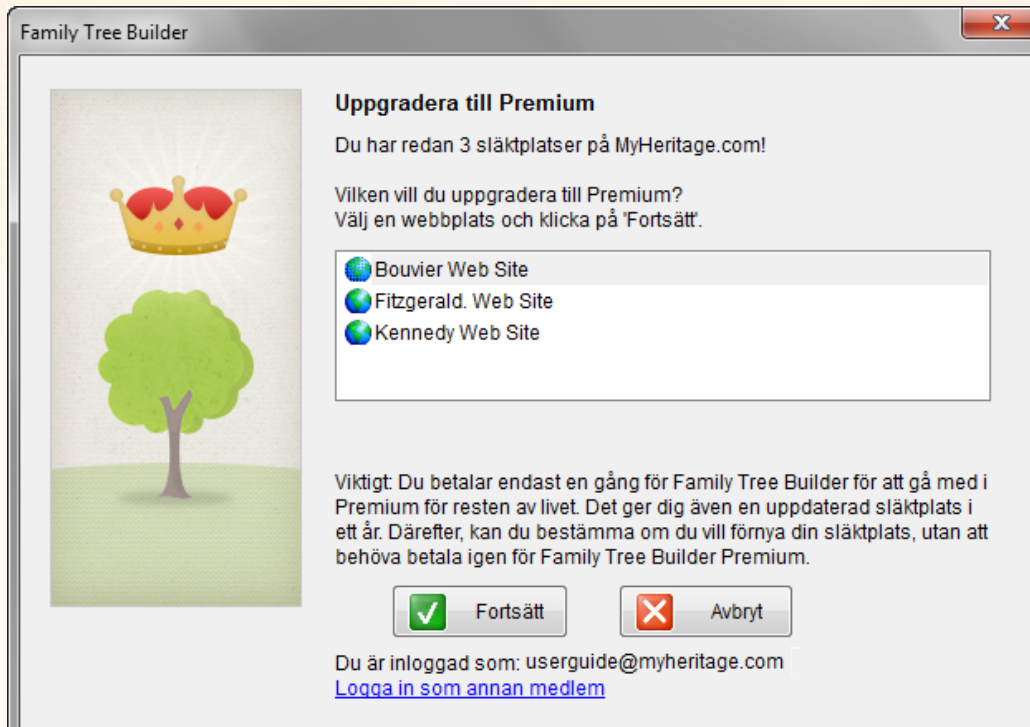 Family Tree Builder
Uppgradera till Premium
Du har redan 3 släktplatser på MyHeritage.com!
Vilken vill du uppgradera till Premium?
Välj en webbplats och klicka på 'Fortsätt'.
Bouvier Web Site
Fitzgerald. Web Site
Kennedy Web Site
Viktigt: Du betalar endast en gång för Family Tree Builder för att gå med i
Premium för resten av livet. Det ger dig även en uppdaterad släktplats i
ett år. Därefter, kan du bestämma om du vill förnya din släktplats, utan att
behöva betala igen för Family Tree Builder Premium.
Fortsätt
Avbryt
Du är inloggad som: userguide@myheritage.com
Logga in som annan medlem